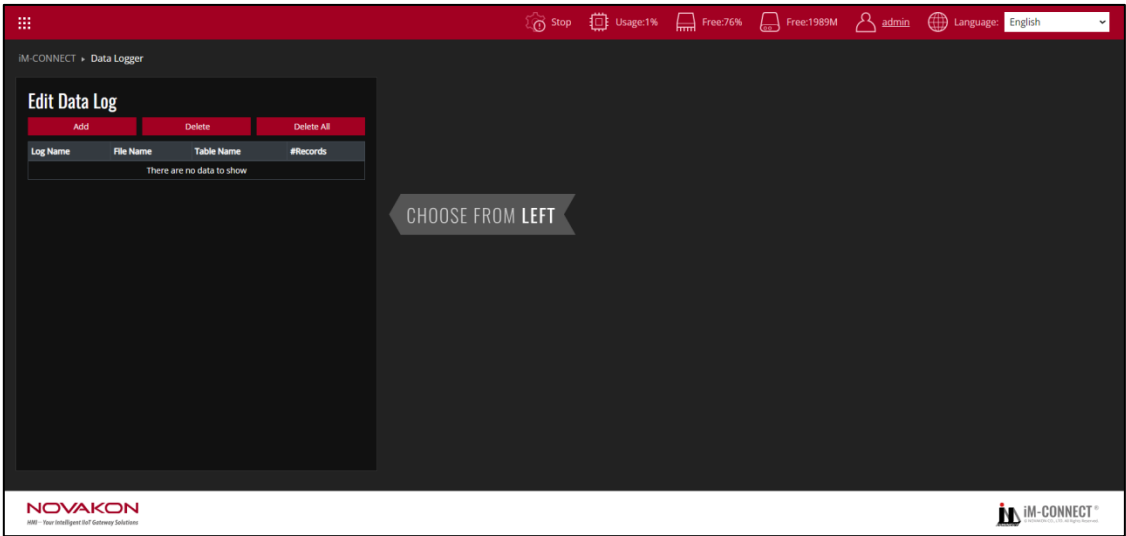 Stop Usage:1% Free:76% Free:1989M admin Language: English
iM-CONNECT ▸ Data Logger
Edit Data Log
Add Delete Delete All
Log Name File Name Table Name #Records
There are no data to show
CHOOSE FROM LEFT
NOVAKON iM-CONNECT®
HMI – Your Intelligent IIoT Gateway Solutions